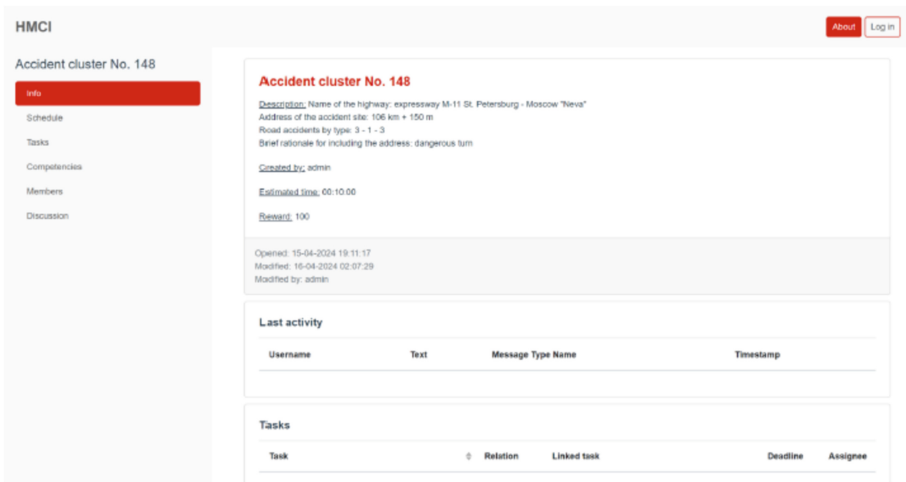 HMCI
About
Log in
Accident cluster No. 148
Info
Schedule
Tasks
Competencies
Members
Discussion
Accident cluster No. 148
Description: Name of the highway: expressway M-11 St. Petersburg - Moscow "Neva"
Address of the accident site: 106 km + 150 m
Road accidents by type: 3 - 1 - 3
Brief rationale for including the address: dangerous turn
Created by: admin
Estimated time: 00:10:00
Reward: 100
Opened: 15-04-2024 19:11:17
Modified: 16-04-2024 02:07:29
Modified by: admin
Last activity
Username Text Message Type Name Timestamp
Tasks
Task Relation Linked task Deadline Assignee